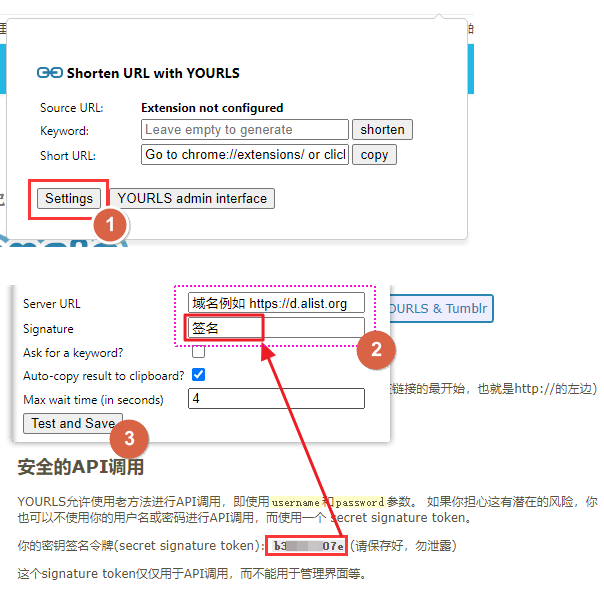 Shorten URL with YOURLS
Source URL: Extension not configured
Keyword: Leave empty to generate shorten
Short URL: Go to chrome://extensions/ or clicl copy
Settings YOURLS admin interface
1
Server URL 域名例如 https://d.alist.org
OURLS & Tumblr
Signature 签名
2
Ask for a keyword?
Auto-copy result to clipboard?
链接的最开始，也就是http://的左边)
Max wait time (in seconds) 4
Test and Save
3
安全的API调用
YOURLS允许使用老方法进行API调用，即使用username和password参数。 如果你担心这有潜在的风险，你
也可以不使用你的用户名或密码进行API调用，而使用一个 secret signature token。
你的密钥签名令牌(secret signature token): b3 07e (请保存好，勿泄露)
这个signature token仅仅用于API调用，而不能用于管理界面等。